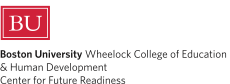 BU
Boston University Wheelock College of Education
& Human Development
Center for Future Readiness